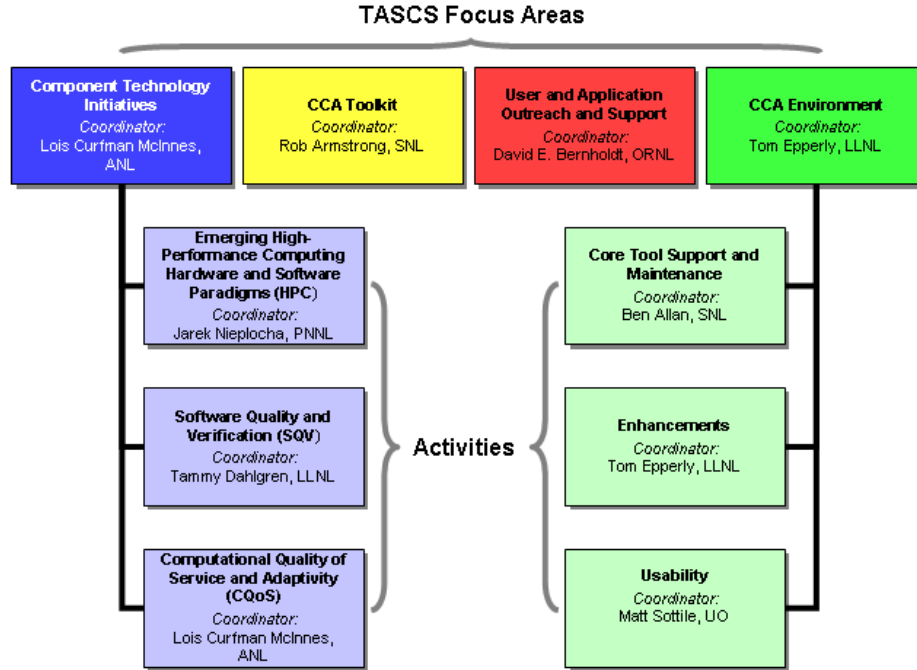 TASCS Focus Areas
Component Technology
Initiatives
Coordinator:
Lois Curfman McInnes,
ANL
CCA Toolkit
Coordinator:
Rob Armstrong, SNL
User and Application
Outreach and Support
Coordinator:
David E. Bernholdt, ORNL
CCA Environment
Coordinator:
Tom Epperly, LLNL
Emerging High-
Performance Computing
Hardware and Software
Paradigms (HPC)
Coordinator:
Jarek Nieplocha, PNNL
Software Quality and
Verification (SQV)
Coordinator:
Tammy Dahlgren, LLNL
Computational Quality of
Service and Adaptivity
(CQoS)
Coordinator:
Lois Curfman McInnes,
ANL
Activities
Core Tool Support and
Maintenance
Coordinator:
Ben Allan, SNL
Enhancements
Coordinator:
Tom Epperly, LLNL
Usability
Coordinator:
Matt Sottile, UO